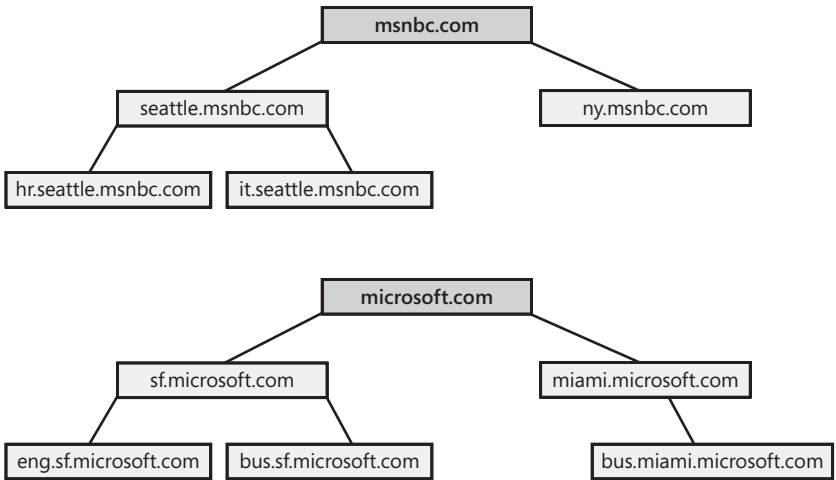 msnbc.com
seattle.msnbc.com
ny.msnbc.com
hr.seattle.msnbc.com
it.seattle.msnbc.com
microsoft.com
sf.microsoft.com
miami.microsoft.com
eng.sf.microsoft.com
bus.sf.microsoft.com
bus.miami.microsoft.com